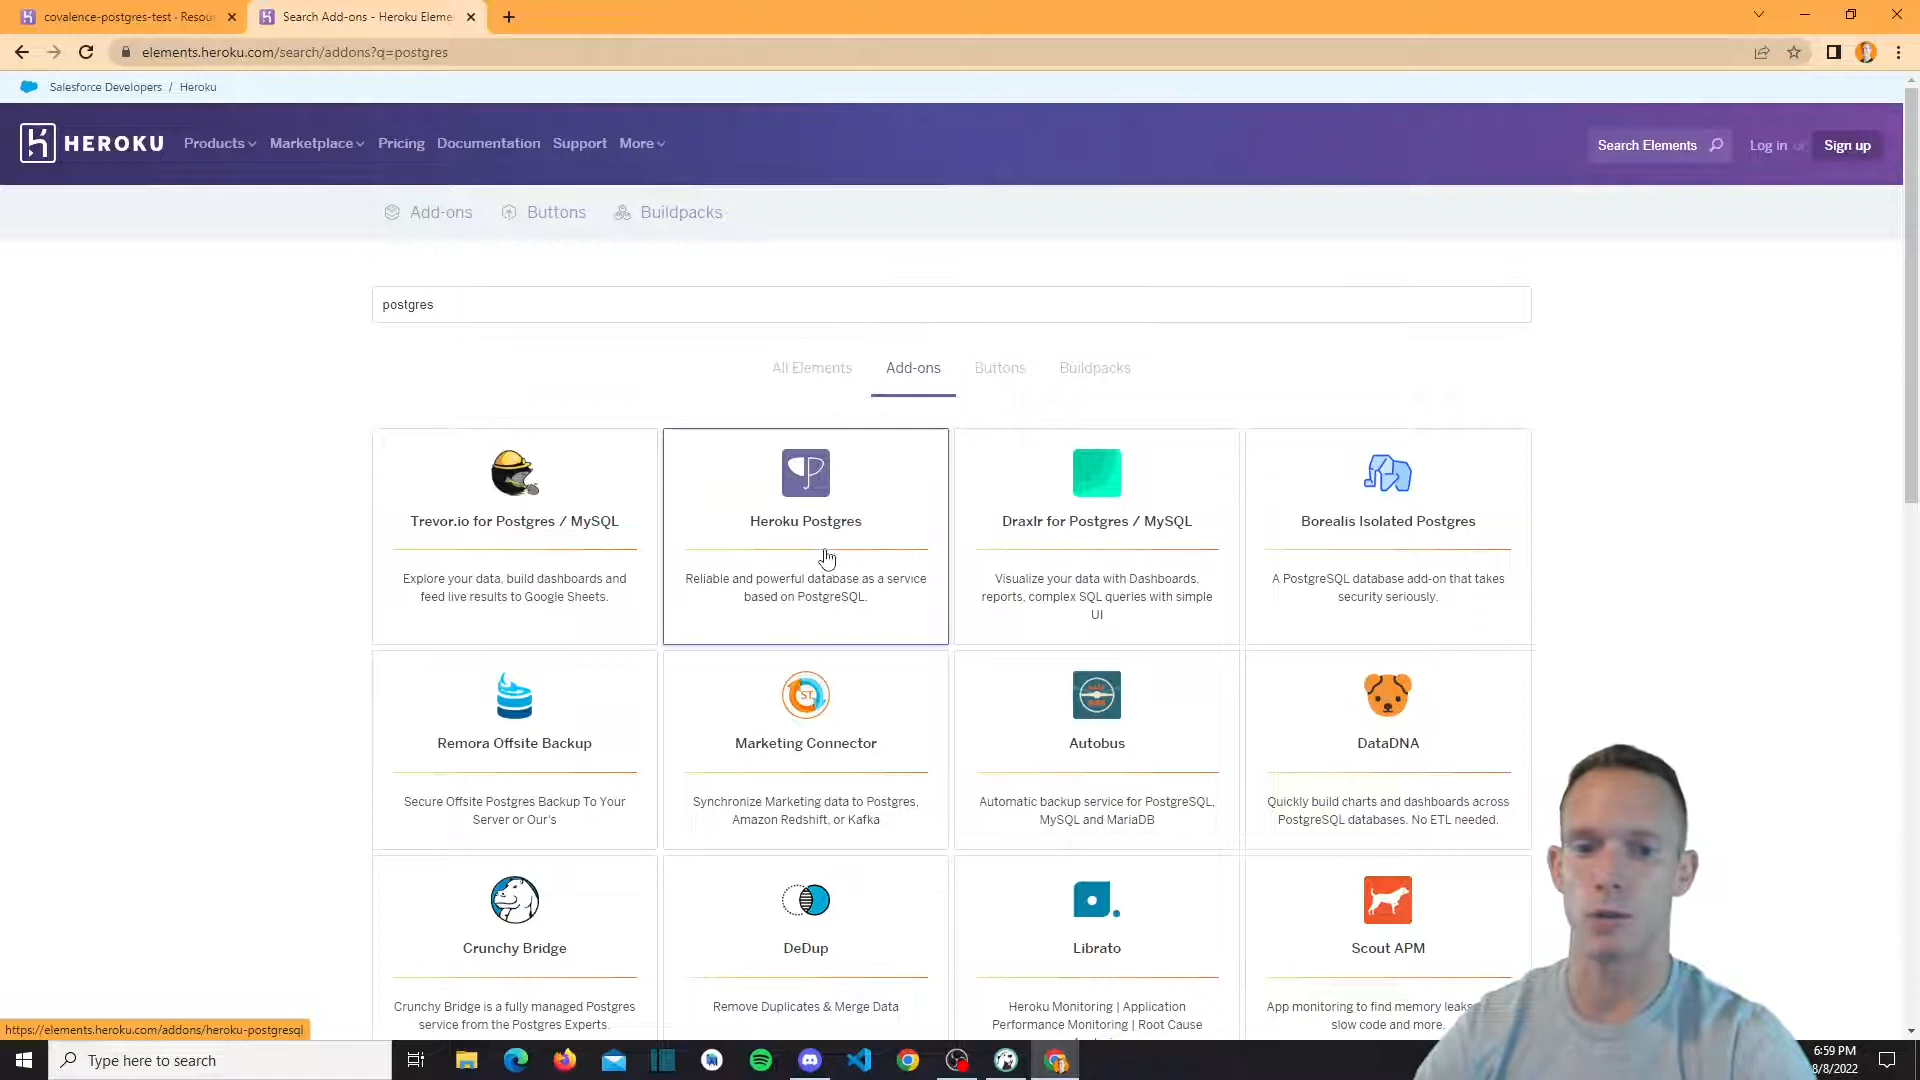 covalence-postgres-test · Resou
Search Add-ons - Heroku Eleme
elements.heroku.com/search/addons?q=postgres
Salesforce Developers / Heroku
HEROKU
Products
Marketplace
Pricing
Documentation
Support
More
Search Elements
Log in or
Sign up
Add-ons
Buttons
Buildpacks
postgres
All Elements
Add-ons
Buttons
Buildpacks
Trevor.io for Postgres / MySQL
Explore your data, build dashboards and
feed live results to Google Sheets.
Heroku Postgres
Reliable and powerful database as a service
based on PostgreSQL.
Draxlr for Postgres / MySQL
Visualize your data with Dashboards,
reports, complex SQL queries with simple
UI
Borealis Isolated Postgres
A PostgreSQL database add-on that takes
security seriously.
Remora Offsite Backup
Secure Offsite Postgres Backup To Your
Server or Our's
Marketing Connector
Synchronize Marketing data to Postgres,
Amazon Redshift, or Kafka
Autobus
Automatic backup service for PostgreSQL,
MySQL and MariaDB
DataDNA
Quickly build charts and dashboards across
PostgreSQL databases. No ETL needed.
Crunchy Bridge
Crunchy Bridge is a fully managed Postgres
service from the Postgres Experts.
DeDup
Remove Duplicates & Merge Data
Librato
Heroku Monitoring | Application
Performance Monitoring | Root Cause
Scout APM
App monitoring to find memory leaks
slow code and more.
https://elements.heroku.com/addons/heroku-postgresql
Type here to search
6:59 PM
8/8/2022